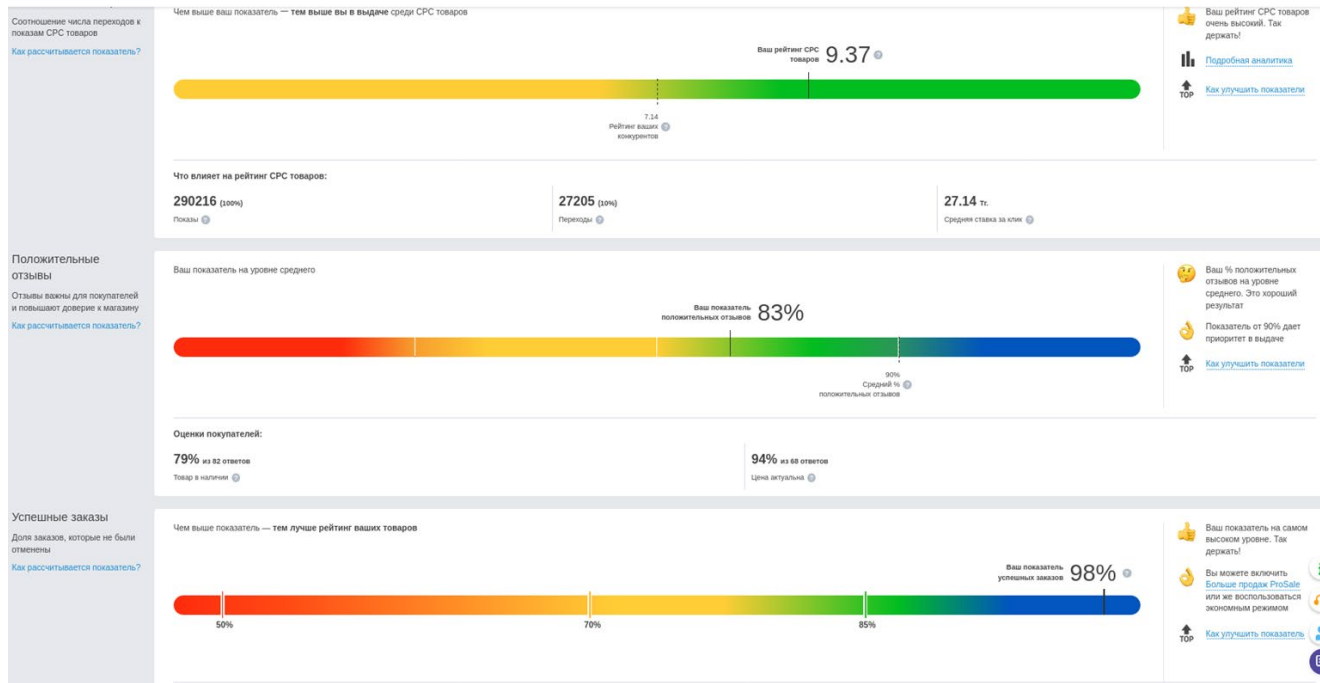 Соотношение числа переходов к
показам CPC товаров
Как рассчитывается показатель?
Чем выше ваш показатель — тем выше вы в выдаче среди CPC товаров
Ваш рейтинг CPC
товаров
9.37
7.14
Рейтинг ваших
конкурентов
Ваш рейтинг CPC товаров
очень высокий. Так
держать!
Подробная аналитика
TOP
Как улучшить показатели
Что влияет на рейтинг CPC товаров:
290216 (100%)
Показы
27205 (10%)
Переходы
27.14 Тг.
Средняя ставка за клик
Положительные
отзывы
Отзывы важны для покупателей
и повышают доверие к магазину
Как рассчитывается показатель?
Ваш показатель на уровне среднего
Ваш показатель
положительных отзывов
83%
90%
Средний %
положительных отзывов
Ваш % положительных
отзывов на уровне
среднего. Это хороший
результат
Показатель от 90% дает
приоритет в выдаче
TOP
Как улучшить показатели
Оценки покупателей:
79% из 82 ответов
Товар в наличии
94% из 68 ответов
Цена актуальна
Успешные заказы
Доля заказов, которые не были
отменены
Как рассчитывается показатель?
Чем выше показатель — тем лучше рейтинг ваших товаров
Ваш показатель
успешных заказов
98%
50%
70%
85%
Ваш показатель на самом
высоком уровне. Так
держать!
Вы можете включить
Больше продаж ProSale
или же воспользоваться
экономным режимом
TOP
Как улучшить показатель